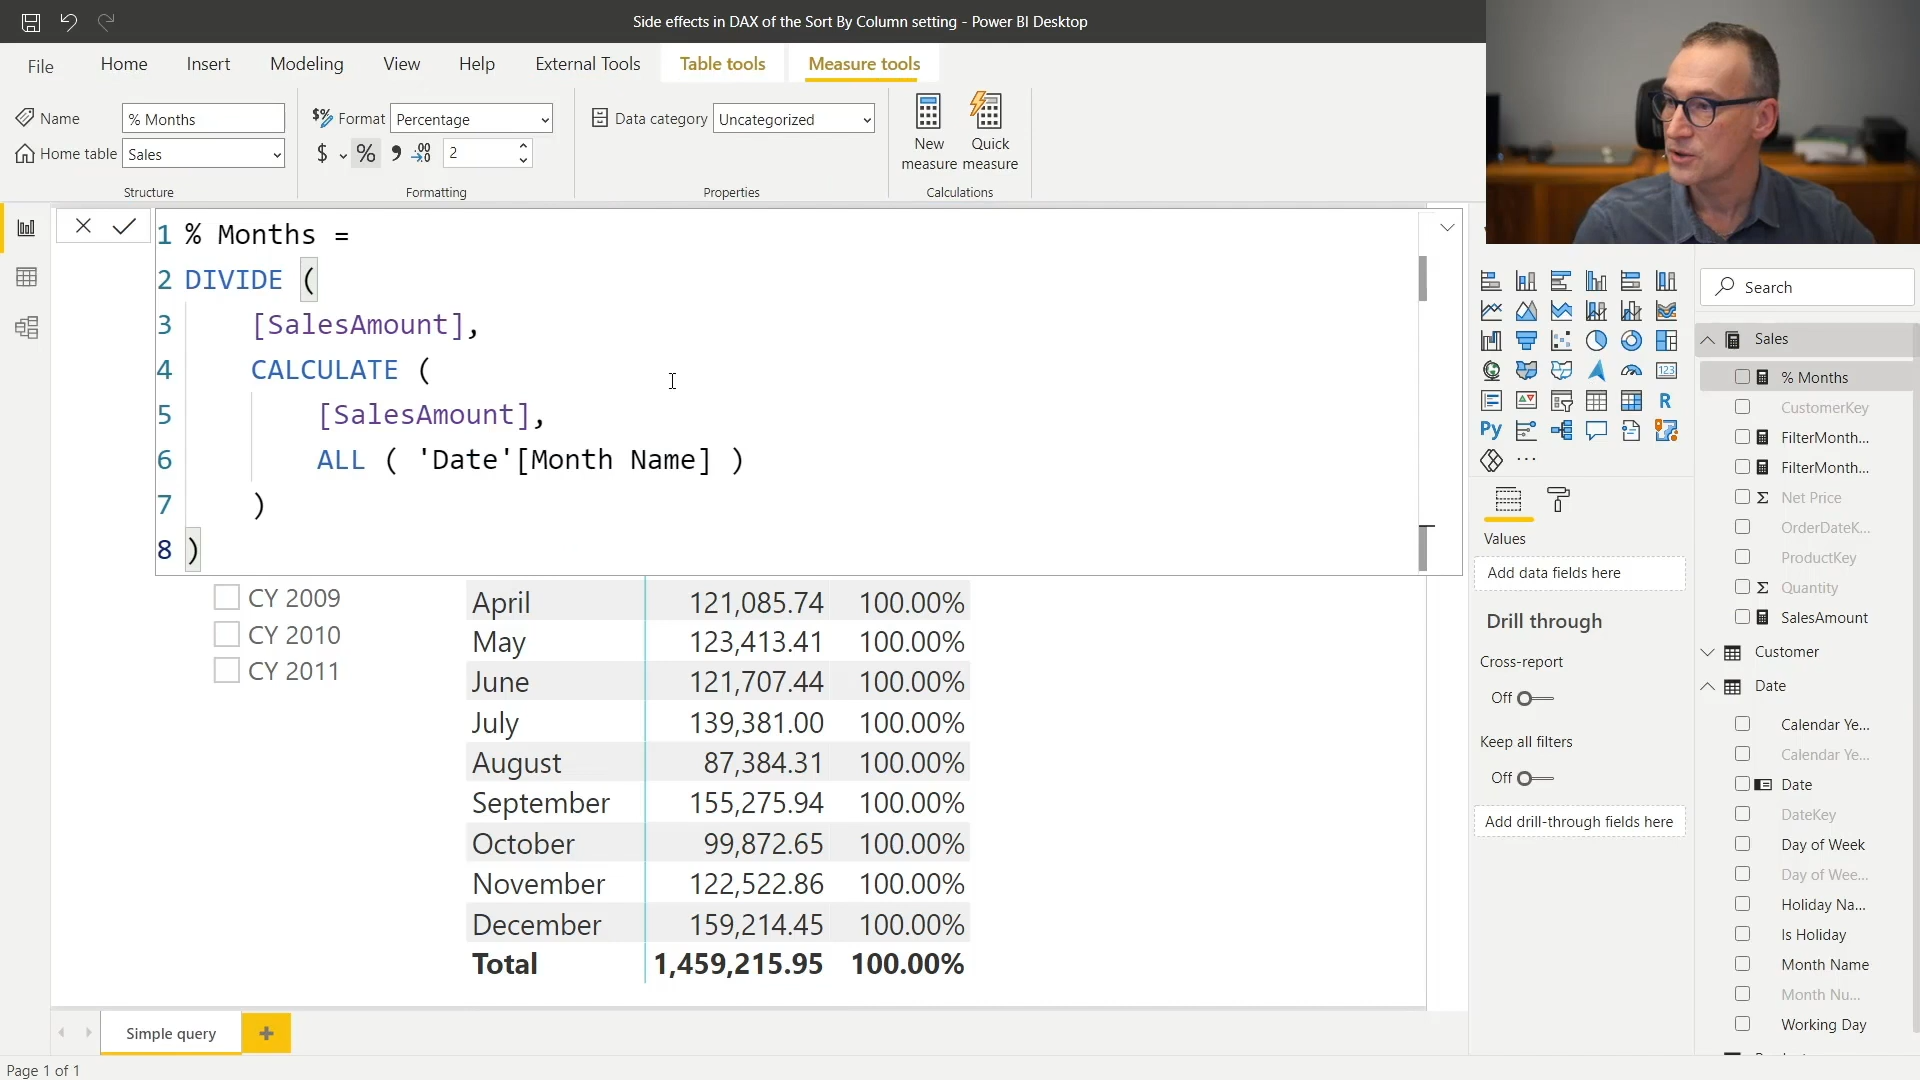 Side effects in DAX of the Sort By Column setting - Power BI Desktop
File Home Insert Modeling View Help External Tools Table tools Measure tools
Name % Months
Home table Sales
Structure
$% Format Percentage
$ % 2
Formatting
Data category Uncategorized
Properties
New measure
Quick measure
Calculations
1 % Months =
2 DIVIDE (
3 [SalesAmount],
4 CALCULATE (
5 [SalesAmount],
6 ALL ( 'Date'[Month Name] )
7 )
8 )
CY 2009
CY 2010
CY 2011
April 121,085.74 100.00%
May 123,413.41 100.00%
June 121,707.44 100.00%
July 139,381.00 100.00%
August 87,384.31 100.00%
September 155,275.94 100.00%
October 99,872.65 100.00%
November 122,522.86 100.00%
December 159,214.45 100.00%
Total 1,459,215.95 100.00%
Simple query
+
Page 1 of 1
123
R
Py
...
Values
Add data fields here
Drill through
Cross-report
Off
Keep all filters
Off
Add drill-through fields here
Search
Sales
% Months
CustomerKey
FilterMonth...
FilterMonth...
Σ Net Price
OrderDateK...
ProductKey
Σ Quantity
SalesAmount
Customer
Date
Calendar Ye...
Calendar Ye...
Date
DateKey
Day of Week
Day of Wee...
Holiday Na...
Is Holiday
Month Name
Month Nu...
Working Day